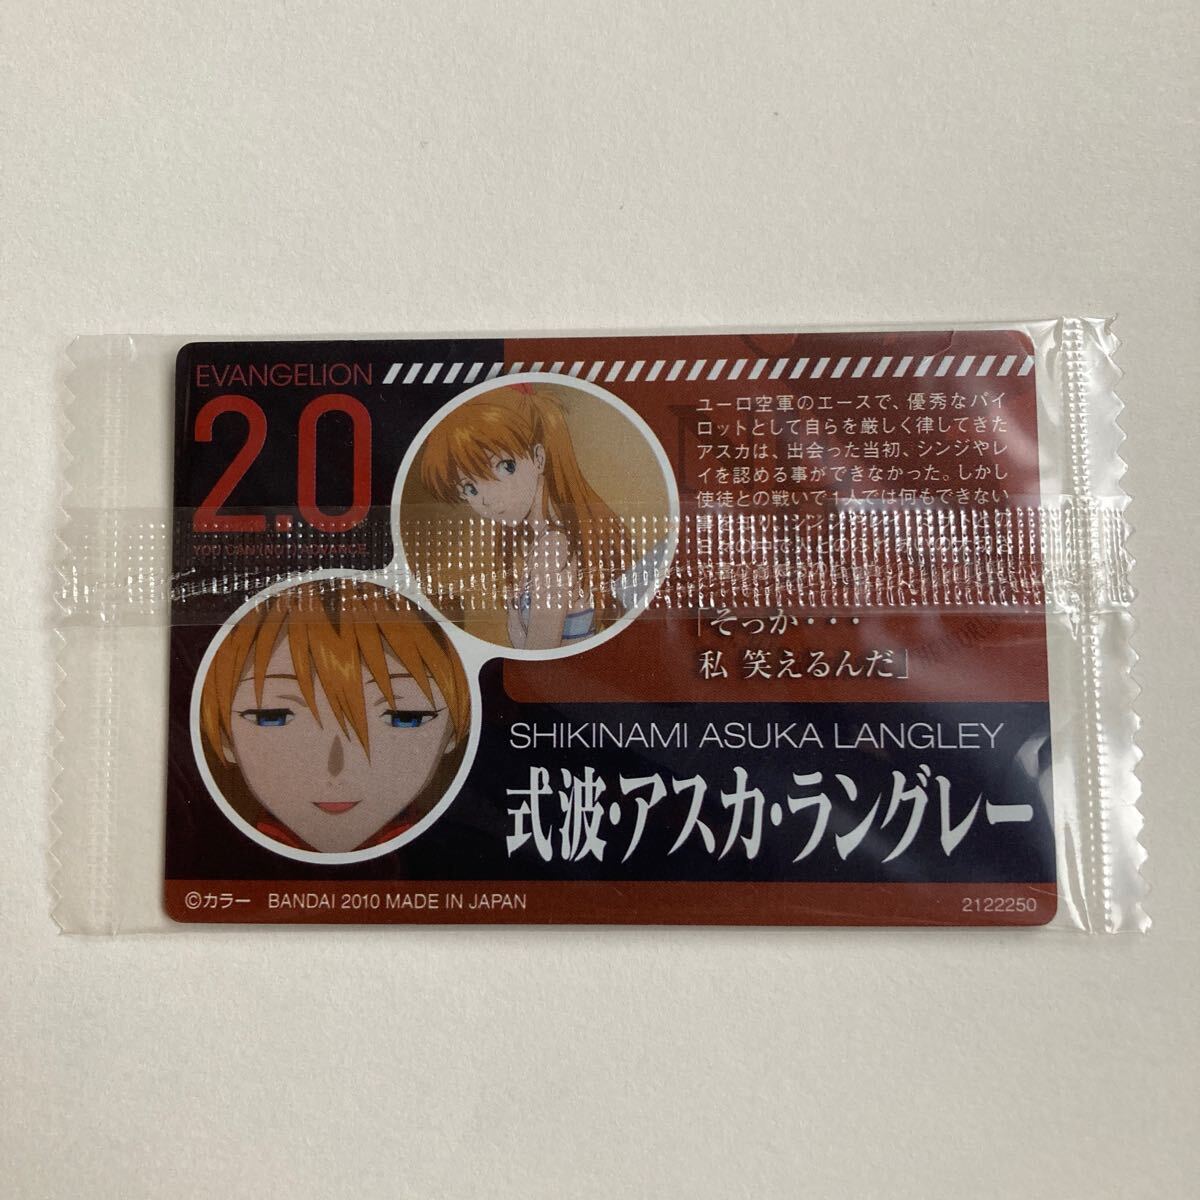 EVANGELION
2.0
YOU CAN (NOT) ADVANCE.
ユーロ空軍のエースで、優秀なパイ
ロットとして自らを厳しく律してきた
アスカは、出会った当初、シンジやレ
イを認める事ができなかった。しかし
使徒との戦いで1人では何もできない
「そっか・・・
私 笑えるんだ」
SHIKINAMI ASUKA LANGLEY
式波・アスカ・ラングレー
©カラー BANDAI 2010 MADE IN JAPAN
2122250